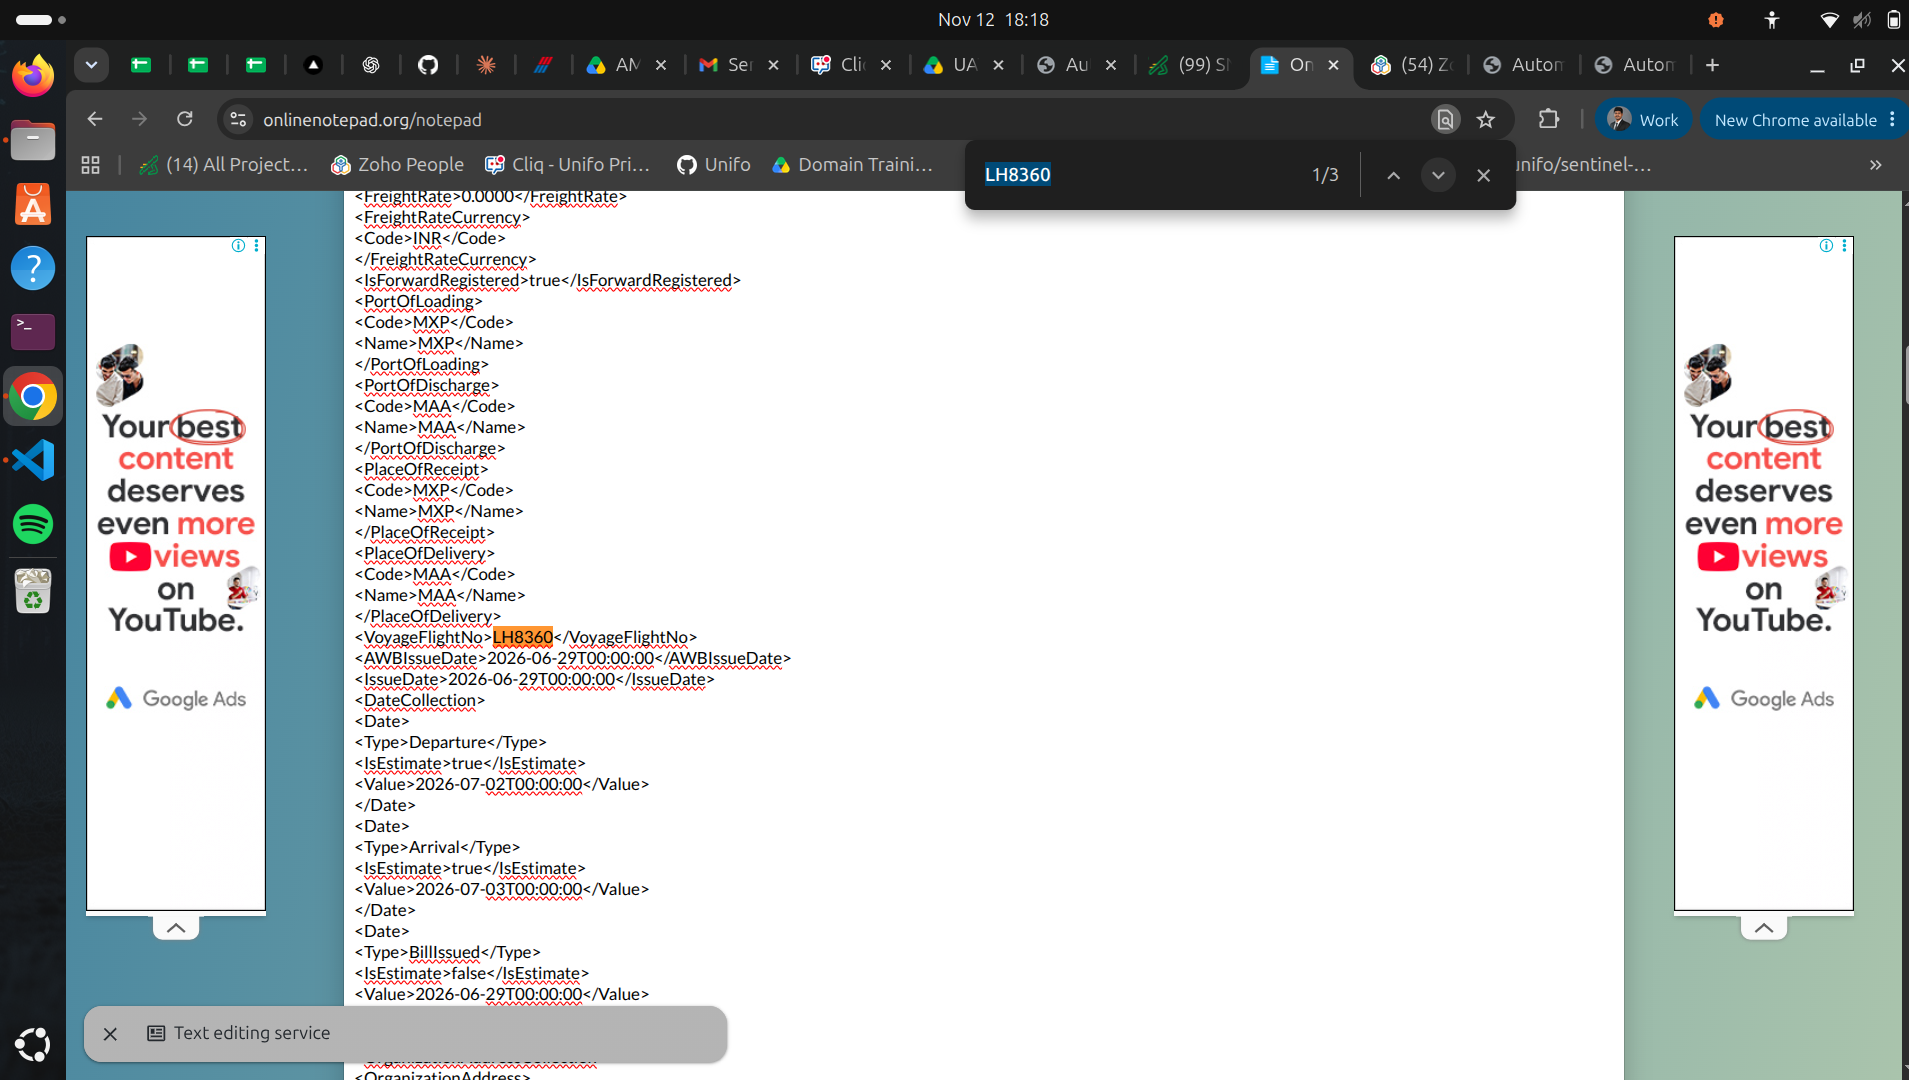 Nov 12 18:18
AM
Ser
Clic
UA
Au
(99) S
On
(54) Zo
Autom
Autom
onlinenotepad.org/notepad
Work
New Chrome available
(14) All Project...
Zoho People
Cliq - Unifo Pri...
Unifo
Domain Traini...
unifo/sentinel-...
LH8360
1/3
<FreightRate>0.0000</FreightRate>
<FreightRateCurrency>
<Code>INR</Code>
</FreightRateCurrency>
<IsForwardRegistered>true</IsForwardRegistered>
<PortOfLoading>
<Code>MXP</Code>
<Name>MXP</Name>
</PortOfLoading>
<PortOfDischarge>
<Code>MAA</Code>
<Name>MAA</Name>
</PortOfDischarge>
<PlaceOfReceipt>
<Code>MXP</Code>
<Name>MXP</Name>
</PlaceOfReceipt>
<PlaceOfDelivery>
<Code>MAA</Code>
<Name>MAA</Name>
</PlaceOfDelivery>
<VoyageFlightNo>LH8360</VoyageFlightNo>
<AWBIssueDate>2026-06-29T00:00:00</AWBIssueDate>
<IssueDate>2026-06-29T00:00:00</IssueDate>
<DateCollection>
<Date>
<Type>Departure</Type>
<IsEstimate>true</IsEstimate>
<Value>2026-07-02T00:00:00</Value>
</Date>
<Date>
<Type>Arrival</Type>
<IsEstimate>true</IsEstimate>
<Value>2026-07-03T00:00:00</Value>
</Date>
<Date>
<Type>BillIssued</Type>
<IsEstimate>false</IsEstimate>
<Value>2026-06-29T00:00:00</Value>
<OrganizationAddress>
Text editing service
Your best
content
deserves
even more
views
on
YouTube.
Google Ads
Your best
content
deserves
even more
views
on
YouTube.
Google Ads